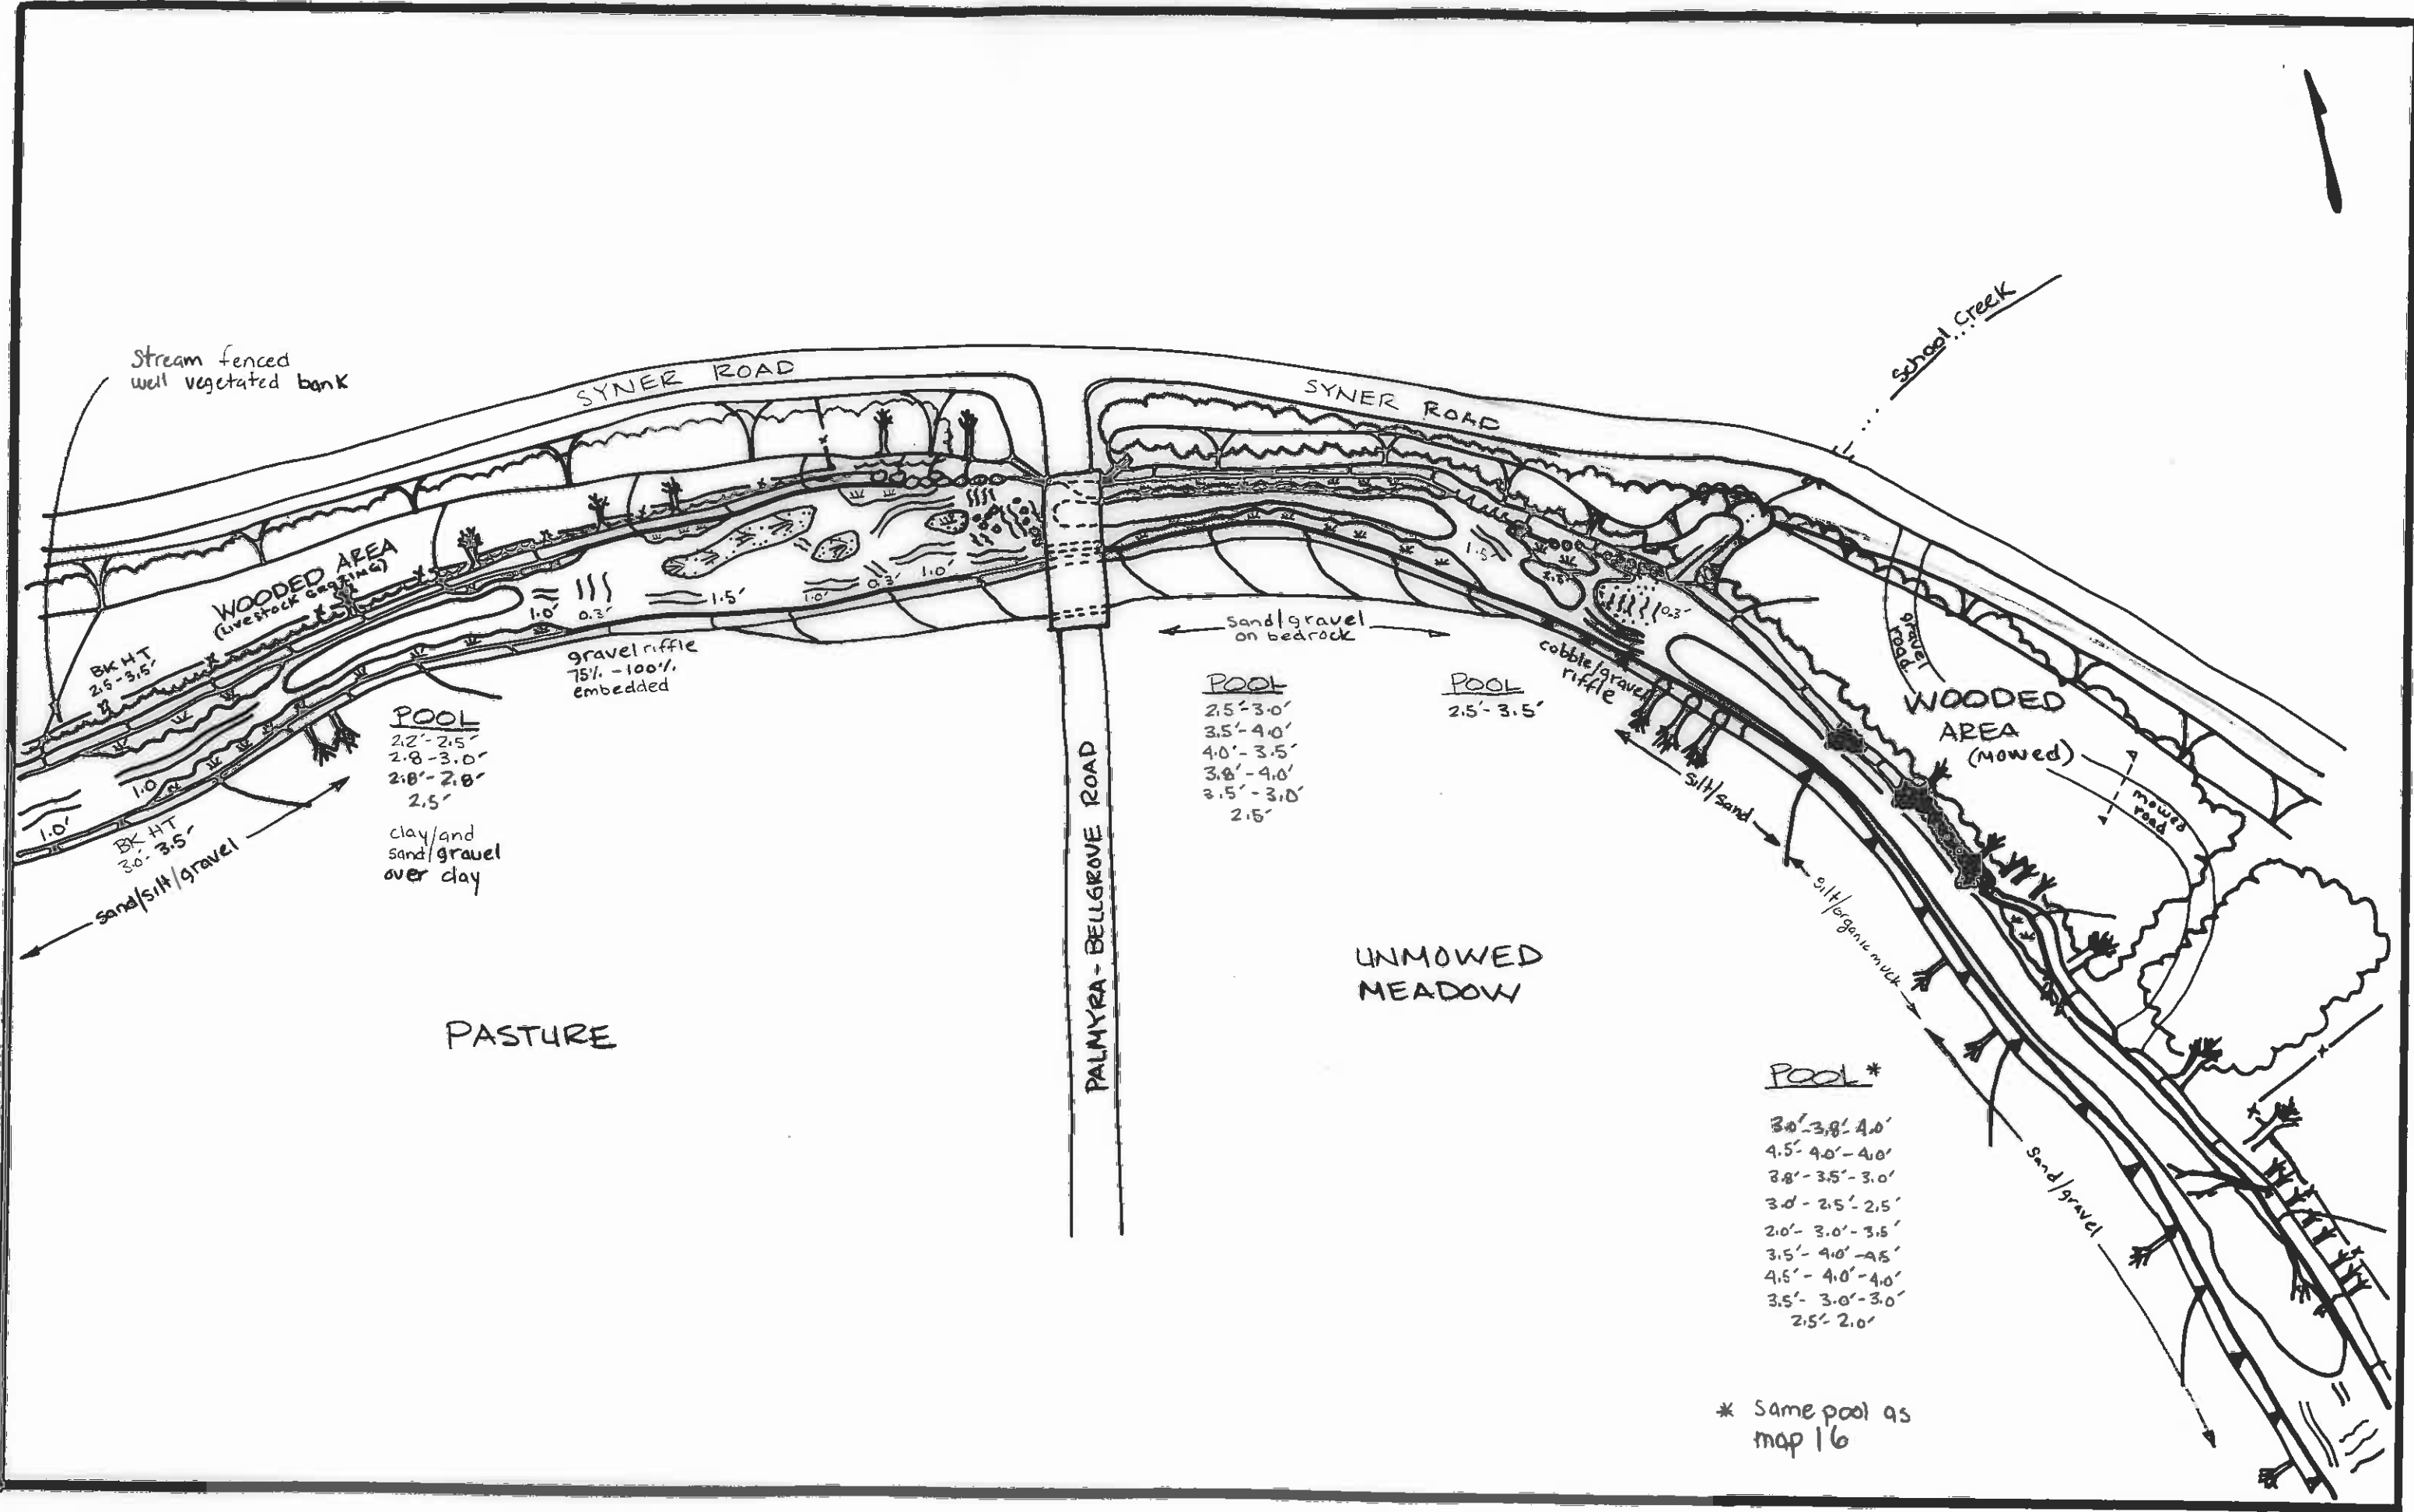 School Creek
Stream fenced
well vegetated bank
SYNER ROAD
SYNER ROAD
WOODED AREA
(Livestock Grazing)
BK HT
2.5-3.5'
1.0'
0.3'
1.5'
1.0'
0.3'
1.0'
1.5'
2.5'
0.3'
gravel
road
gravel riffle
75% - 100%
embedded
sand/gravel
on bedrock
cobble/gravel
riffle
WOODED
AREA
(MOWED)
mowed
road
POOL
2.2'-2.5'
2.8-3.0'
2.8'-2.8'
2.5'
clay/and
sand/gravel
over clay
POOL
2.5'-3.0'
3.5'-4.0'
4.0'-3.5'
3.8'-4.0'
3.5'-3.0'
2.5'
POOL
2.5'-3.5'
silt/sand
1.0
1.0'
BK HT
3.0-3.5'
sand/silt/gravel
silt/organic muck
PALMYRA-BELLGROVE ROAD
PASTURE
UNMOWED
MEADOW
sand/gravel
POOL*
3.0'-3.8'-4.0'
4.5'-4.0'-4.0'
3.8'-3.5'-3.0'
3.0'-2.5'-2.5'
2.0'-3.0'-3.5'
3.5'-4.0'-4.5'
4.5'-4.0'-4.0'
3.5'-3.0'-3.0'
2.5'-2.0'
* Same pool as
map 16